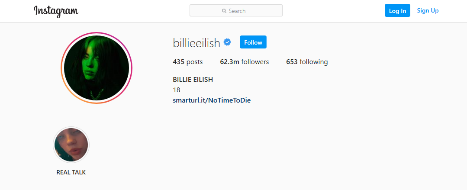 Instagram
Search
Log In
Sign Up
billieeilish
Follow
435 posts
62.3m followers
653 following
BILLIE EILISH
18
smarturl.it/NoTimeToDie
REAL TALK